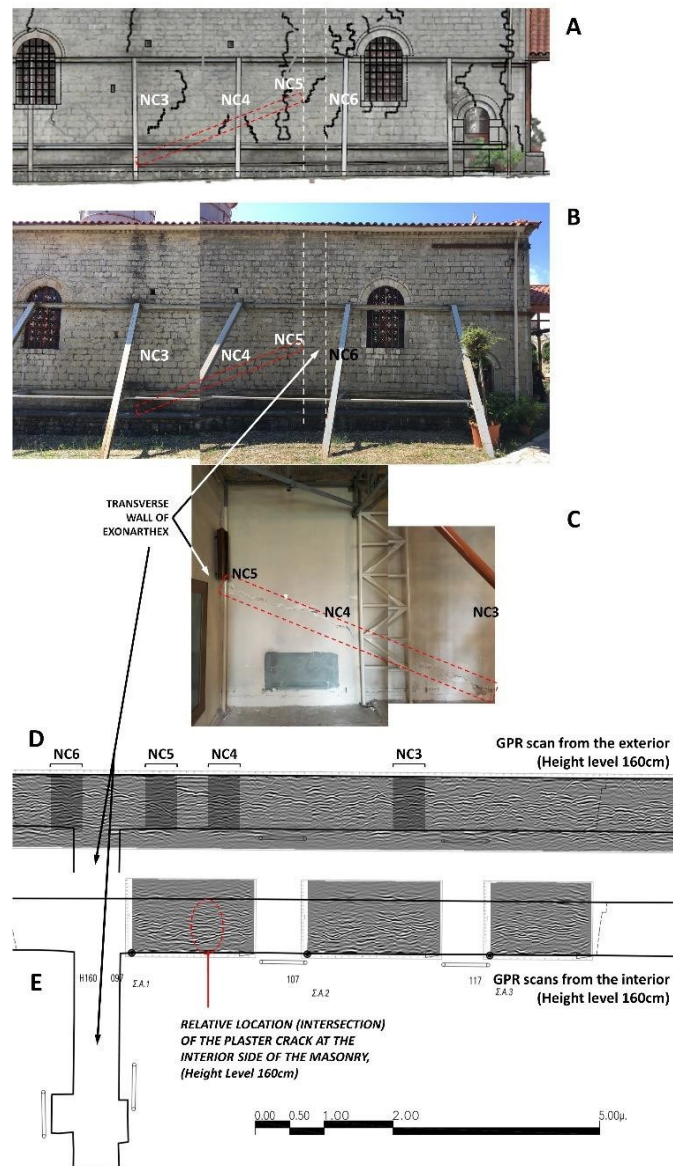 A
NC3
NC4
NC5
NC6
B
NC3
NC4
NC5
NC6
TRANSVERSE
WALL OF
EXONARTHEX
C
NC5
NC4
NC3
D
NC6
NC5
NC4
NC3
GPR scan from the exterior
(Height level 160cm)
E
H160
097
Σ.Α.1
107
Σ.Α.2
117
Σ.Α.3
GPR scans from the interior
(Height level 160cm)
RELATIVE LOCATION (INTERSECTION)
OF THE PLASTER CRACK AT THE
INTERIOR SIDE OF THE MASONRY,
(Height Level 160cm)
0.00 0.50 1.00 2.00 5.00μ.